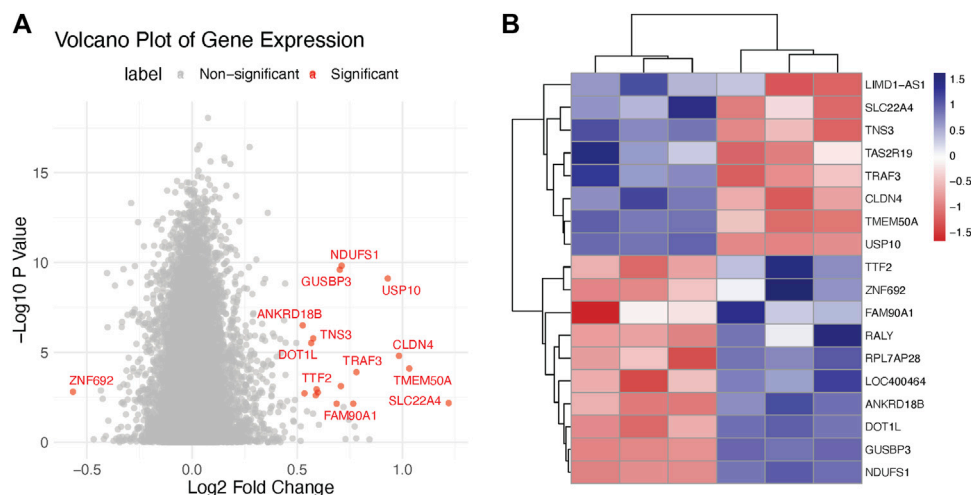 A
Volcano Plot of Gene Expression
label a Non-significant a Significant
−Log10 P Value
15
10
5
0
NDUFS1
GUSBP3
USP10
ANKRD18B
TNS3
DOT1L
CLDN4
TRAF3
ZNF692
TTF2
TMEM50A
SLC22A4
FAM90A1
−0.5 0.0 0.5 1.0
Log2 Fold Change
B
LIMD1-AS1
SLC22A4
TNS3
TAS2R19
TRAF3
CLDN4
TMEM50A
USP10
TTF2
ZNF692
FAM90A1
RALY
RPL7AP28
LOC400464
ANKRD18B
DOT1L
GUSBP3
NDUFS1
1.5
1
0.5
0
−0.5
−1
−1.5